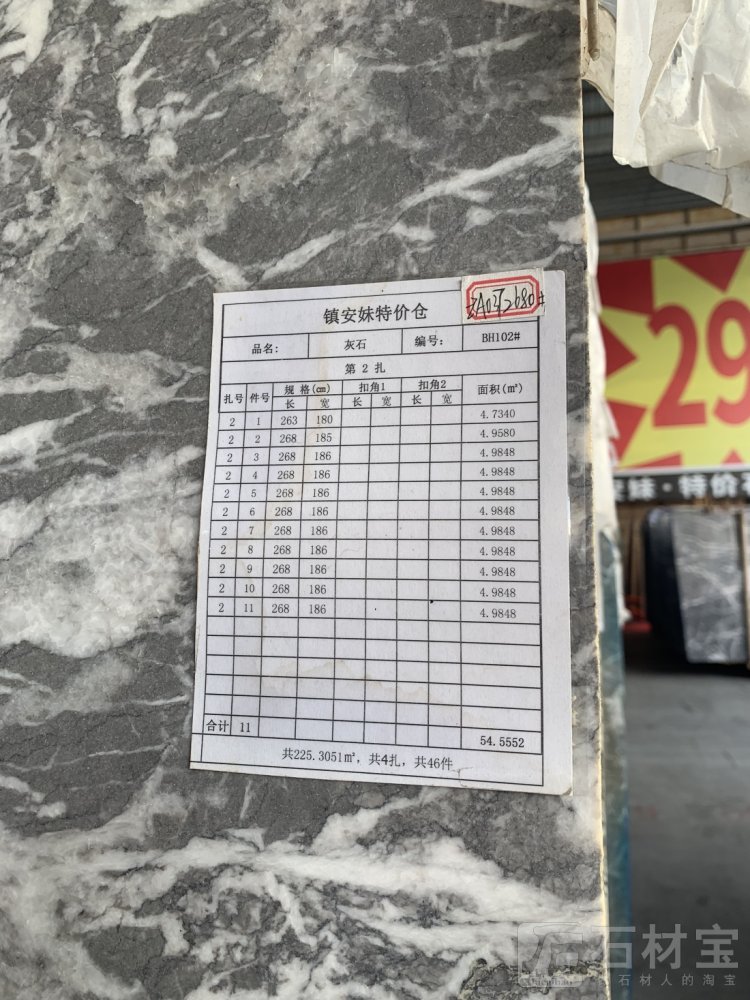 镇安妹特价仓
品名: 灰石 编号: BH102#
第 2 扎
扎号 件号 规 格(㎝) 扣角1 扣角2 面积(㎡)
长 宽 长 宽 长 宽
2 1 263 180 4.7340
2 2 268 185 4.9580
2 3 268 186 4.9848
2 4 268 186 4.9848
2 5 268 186 4.9848
2 6 268 186 4.9848
2 7 268 186 4.9848
2 8 268 186 4.9848
2 9 268 186 4.9848
2 10 268 186 4.9848
2 11 268 186 4.9848
合计 11 54.5552
共225.3051㎡, 共4扎, 共46件
29
安妹·特价
石材宝
石材人的淘宝